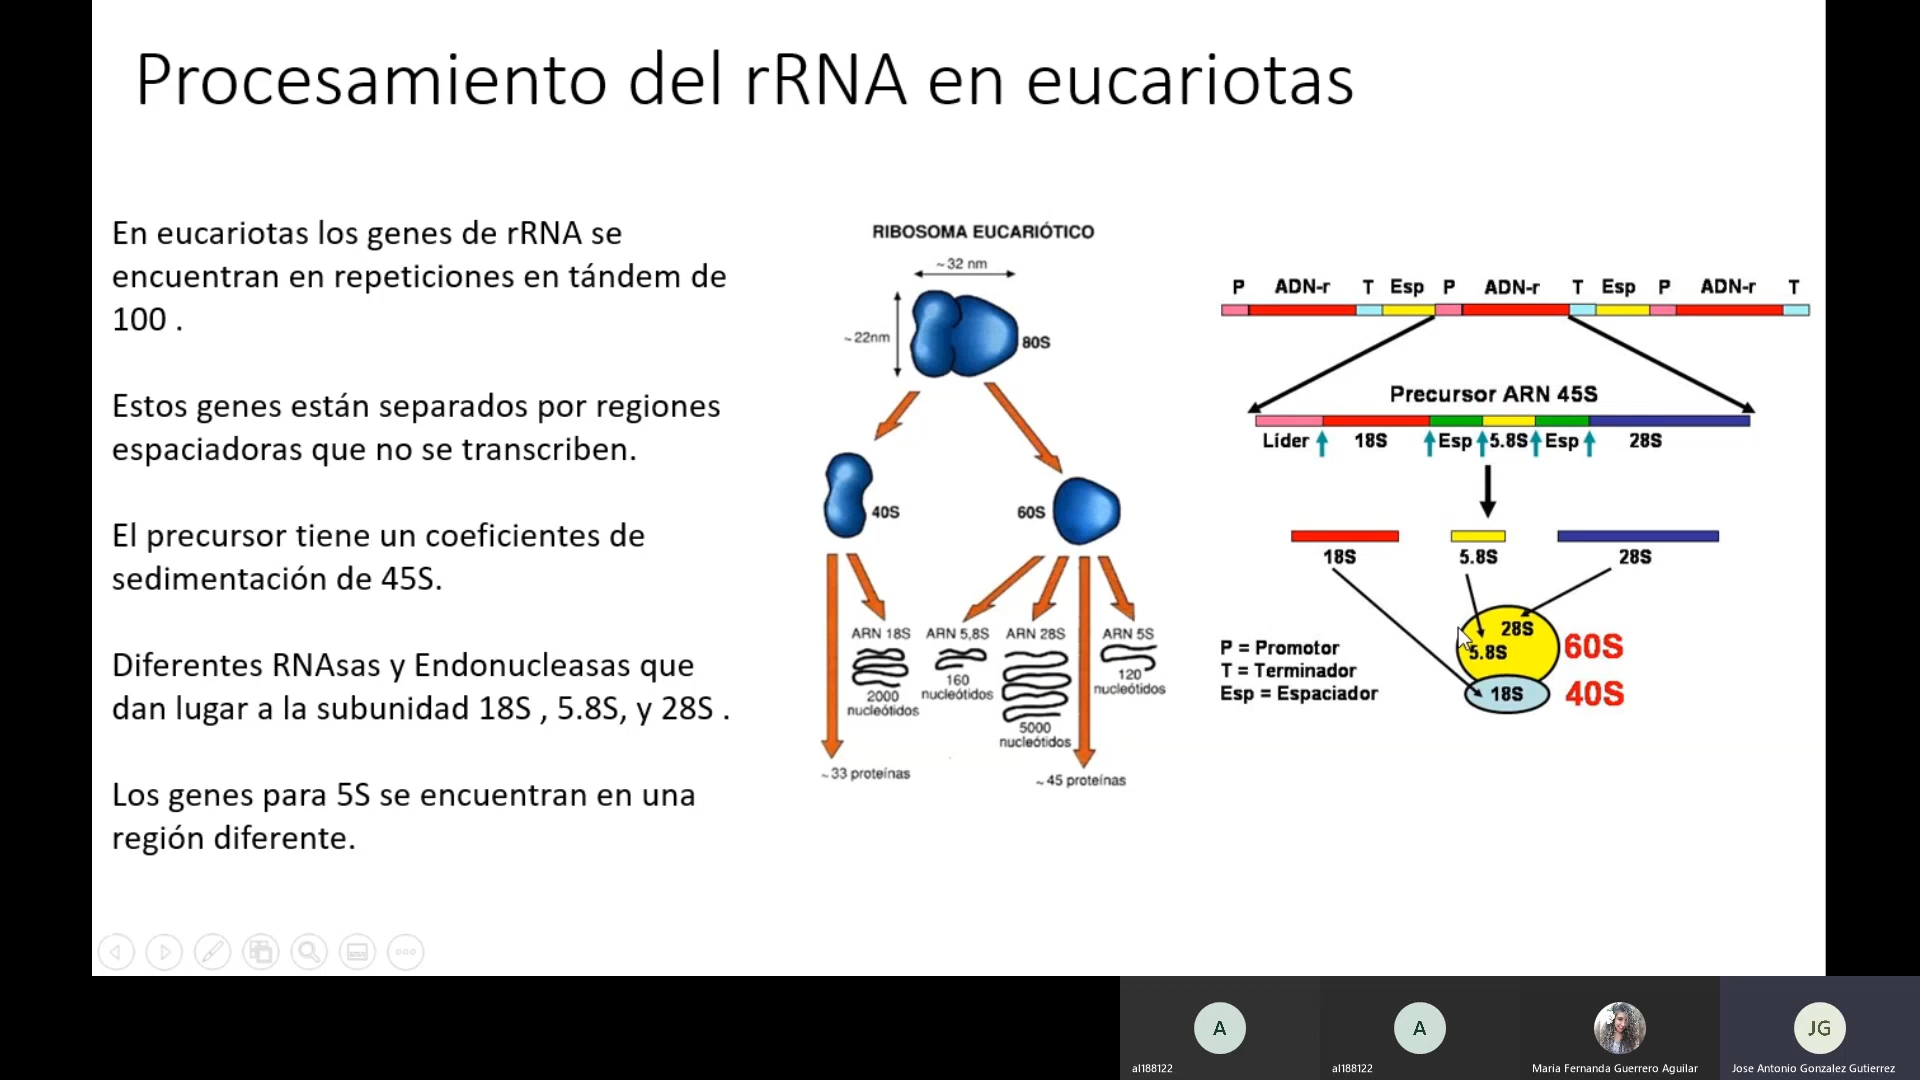 Procesamiento del rRNA en eucariotas
En eucariotas los genes de rRNA se
encuentran en repeticiones en tándem de
100 .
Estos genes están separados por regiones
espaciadoras que no se transcriben.
El precursor tiene un coeficientes de
sedimentación de 45S.
Diferentes RNAsas y Endonucleasas que
dan lugar a la subunidad 18S , 5.8S, y 28S .
Los genes para 5S se encuentran en una
región diferente.
RIBOSOMA EUCARIÓTICO
~32 nm
~22nm
80S
40S
60S
ARN 18S
2000
nucleótidos
ARN 5,8S
160
nucleótidos
ARN 28S
5000
nucleótidos
ARN 5S
120
nucleótidos
~33 proteínas
~45 proteínas
P ADN-r T Esp P ADN-r T Esp P ADN-r T
Precursor ARN 45S
Líder 18S Esp 5.8S Esp 28S
18S 5.8S 28S
28S
5.8S
60S
18S
40S
P = Promotor
T = Terminador
Esp = Espaciador
A
al188122
A
al188122
Maria Fernanda Guerrero Aguilar
JG
Jose Antonio Gonzalez Gutierrez